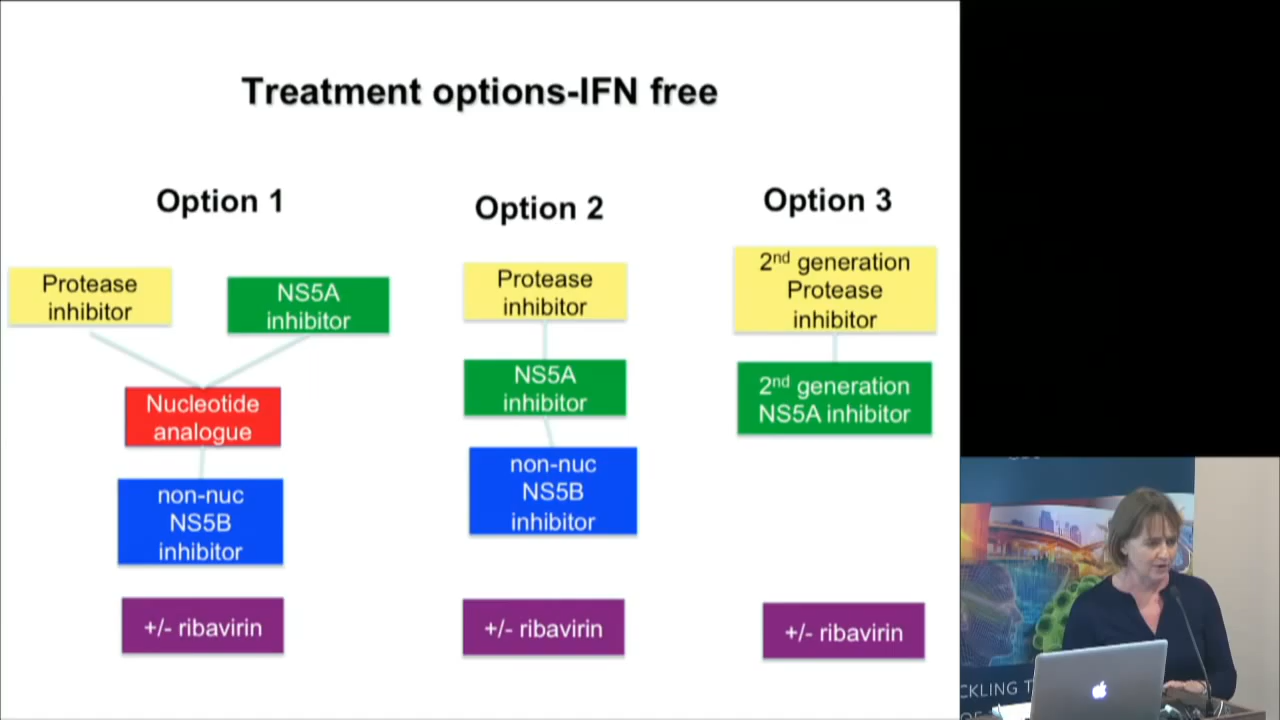 Treatment options-IFN free
Option 1
Protease
inhibitor
NS5A
inhibitor
Nucleotide
analogue
non-nuc
NS5B
inhibitor
+/- ribavirin
Option 2
Protease
inhibitor
NS5A
inhibitor
non-nuc
NS5B
inhibitor
+/- ribavirin
Option 3
2nd generation
Protease
inhibitor
2nd generation
NS5A inhibitor
+/- ribavirin
CKLING T